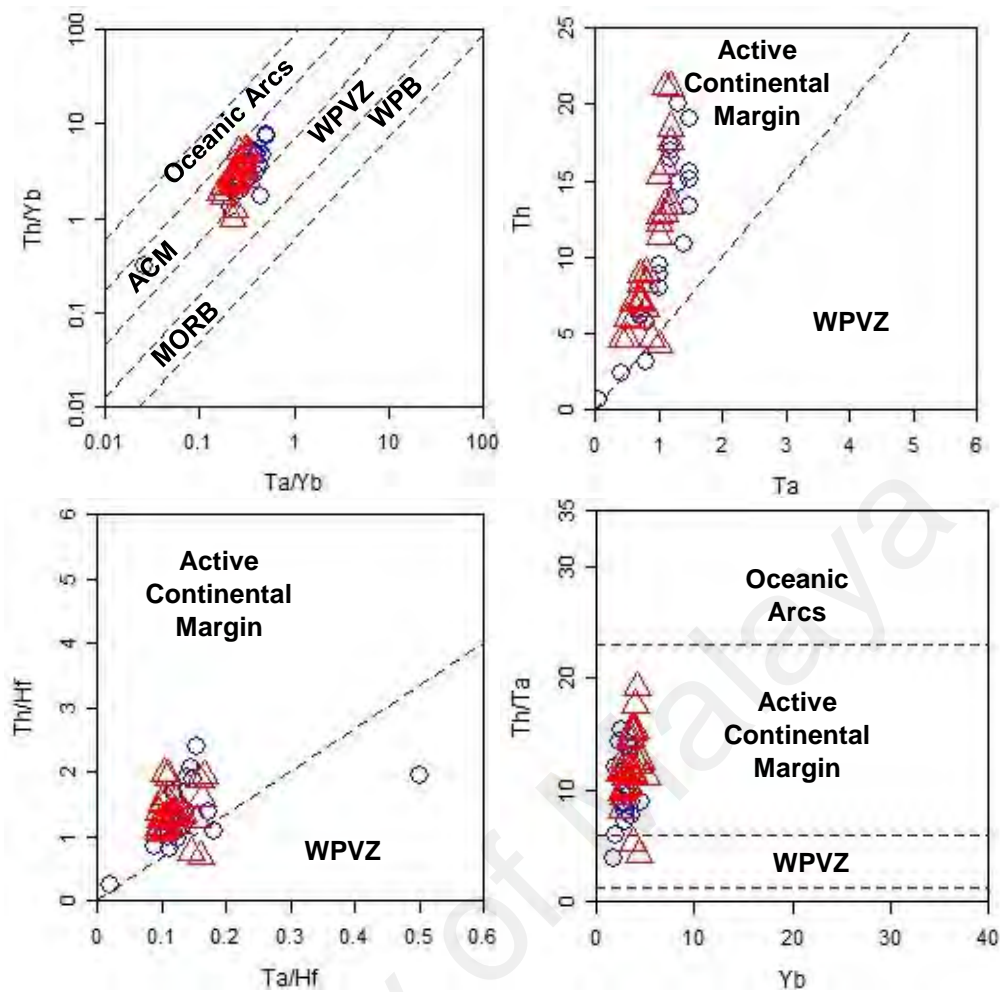 100
10
1
0.1
0.01
Th/Yb
Oceanic Arcs
WPVZ
WPB
ACM
MORB
0.01
0.1
1
10
100
Ta/Yb
25
20
15
10
5
0
Th
Active
Continental
Margin
WPVZ
0
1
2
3
4
5
6
Ta
6
5
4
3
2
1
0
Th/Hf
Active
Continental
Margin
WPVZ
0
0.1
0.2
0.3
0.4
0.5
0.6
Ta/Hf
35
30
20
10
0
Th/Ta
Oceanic
Arcs
Active
Continental
Margin
WPVZ
0
10
20
30
40
Yb
of Malaya